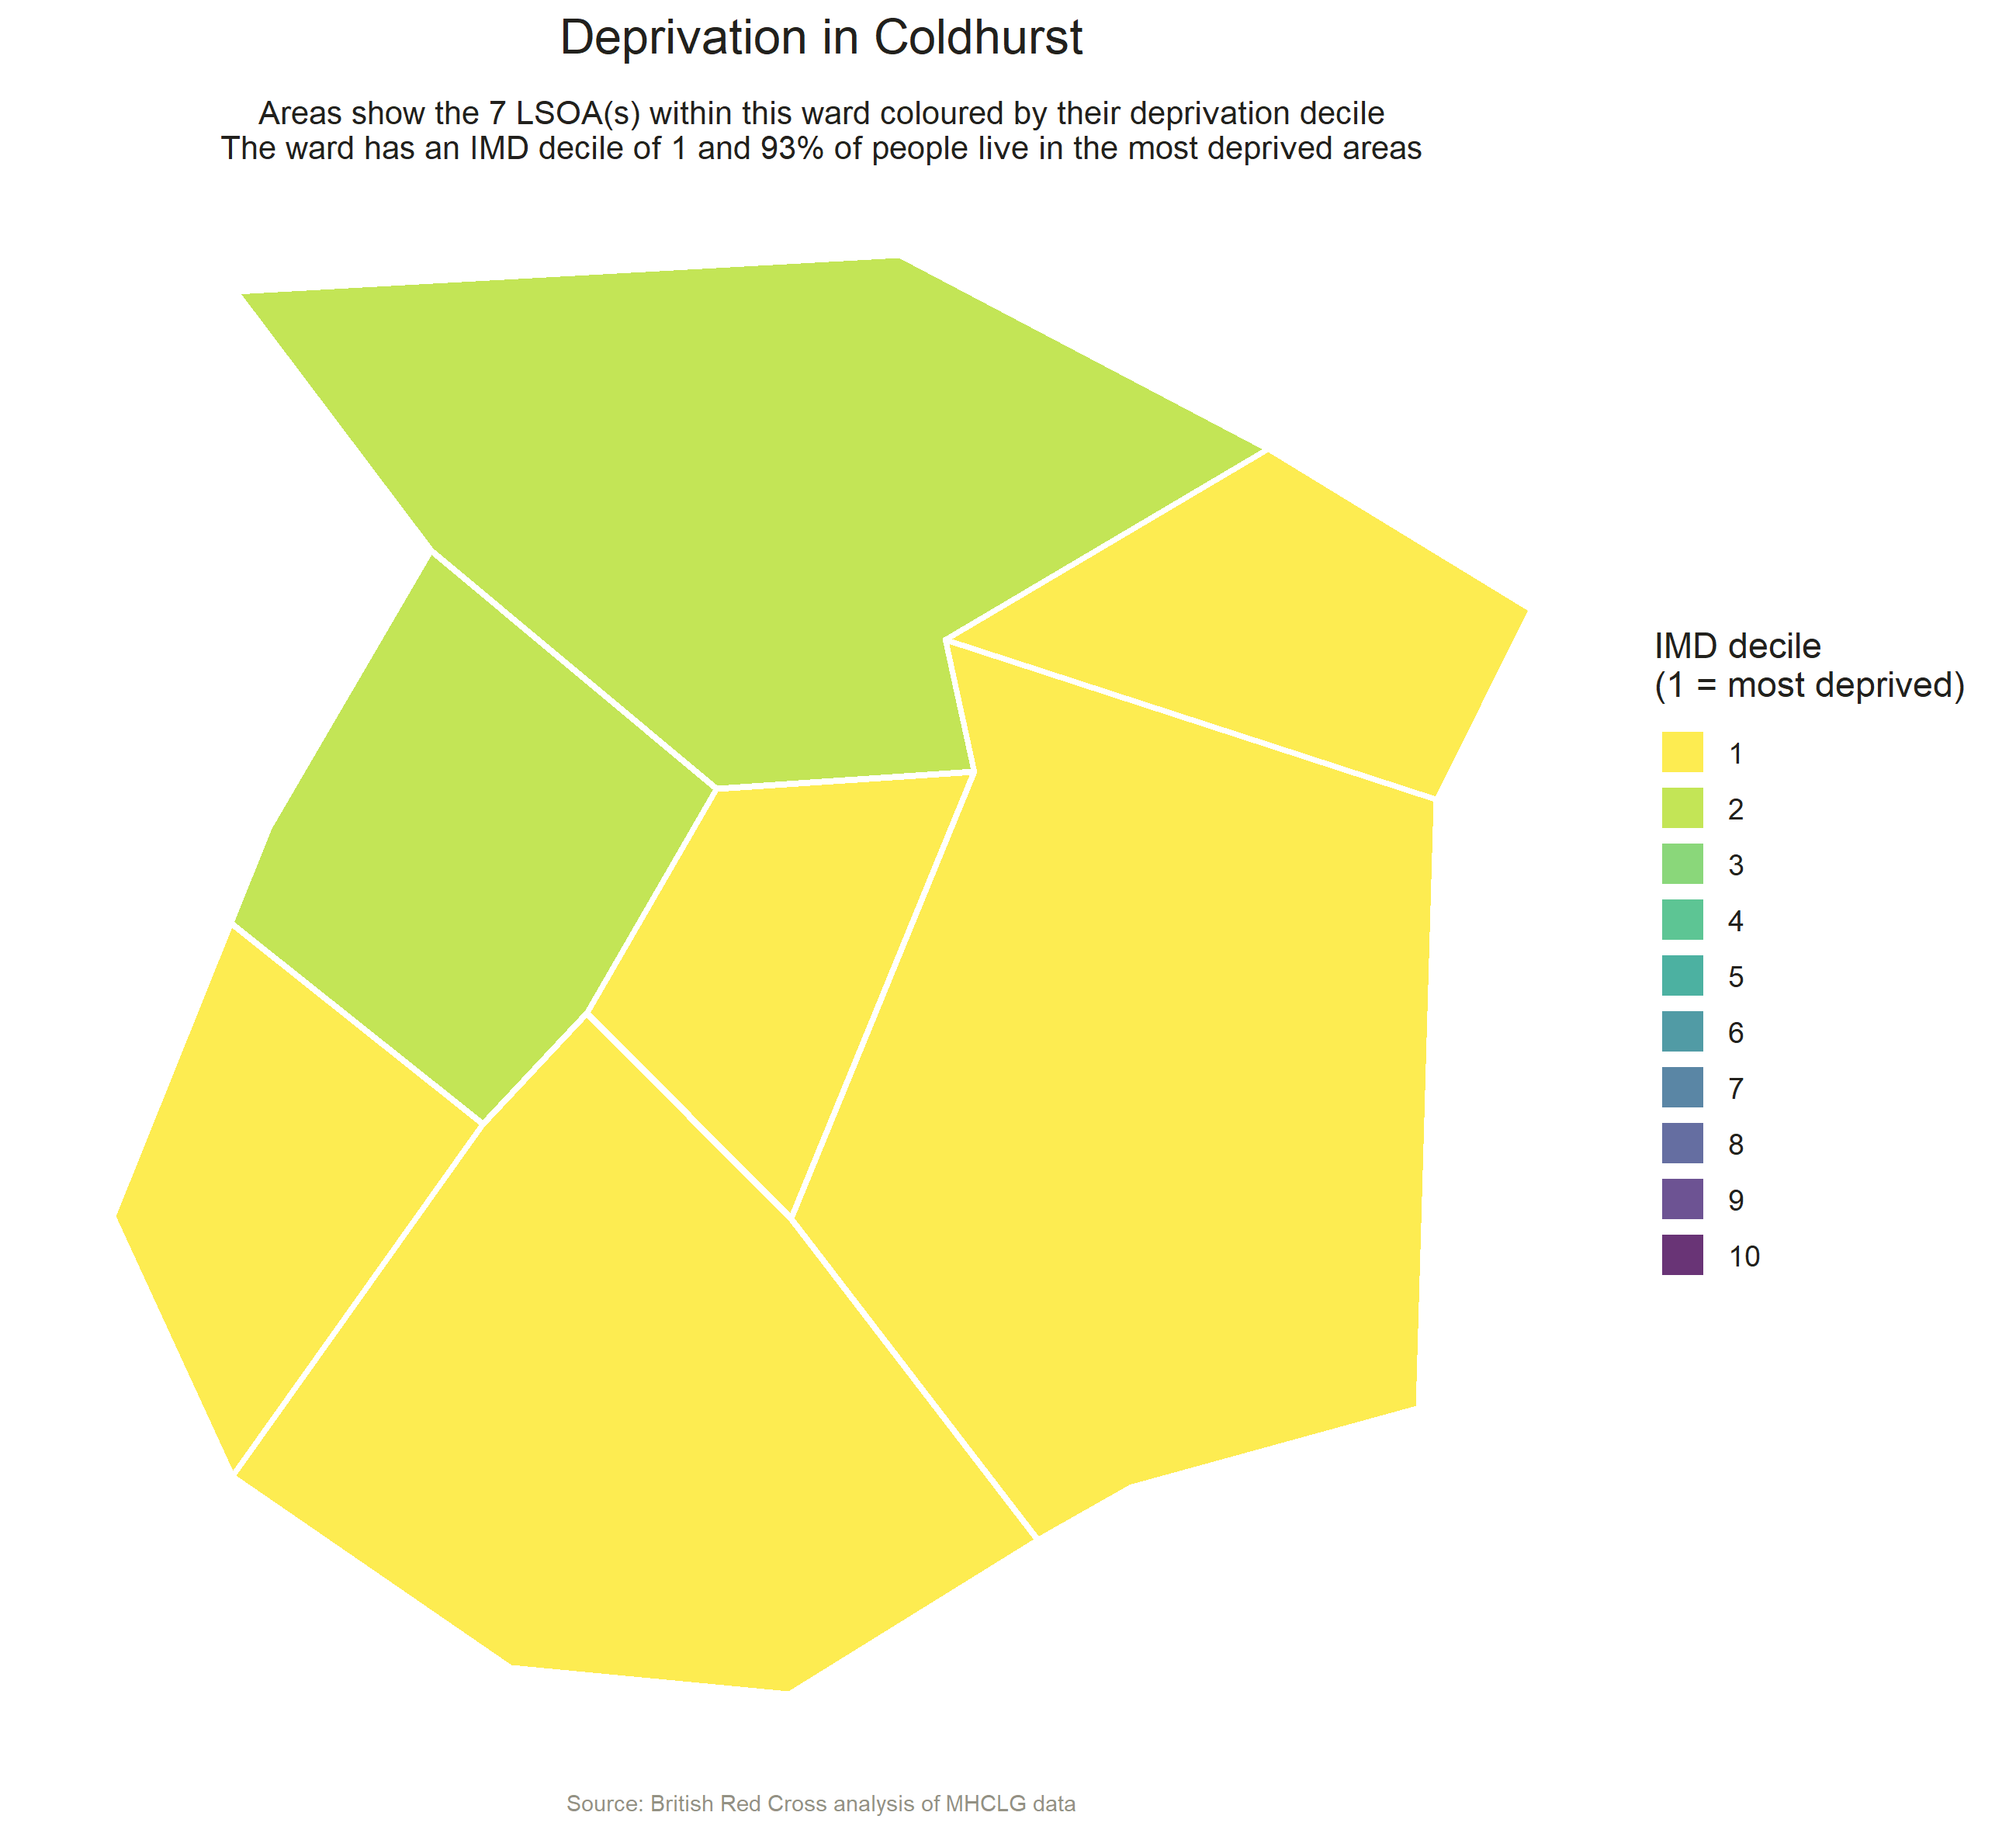 Deprivation in Coldhurst
Areas show the 7 LSOA(s) within this ward coloured by their deprivation decile
The ward has an IMD decile of 1 and 93% of people live in the most deprived areas
IMD decile
(1 = most deprived)
1
2
3
4
5
6
7
8
9
10
Source: British Red Cross analysis of MHCLG data